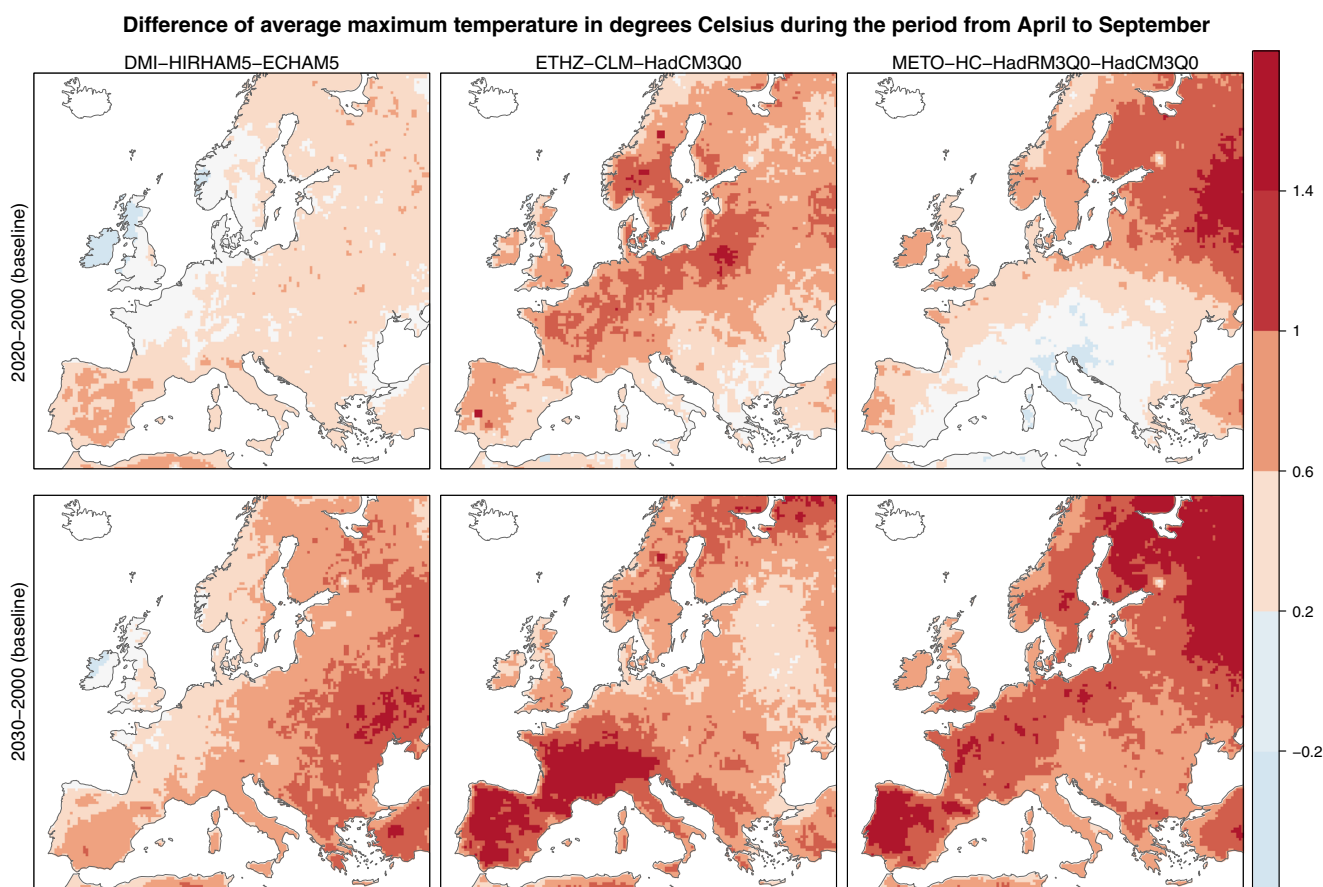 Difference of average maximum temperature in degrees Celsius during the period from April to September
DMI−HIRHAM5−ECHAM5
ETHZ−CLM−HadCM3Q0
METO−HC−HadRM3Q0−HadCM3Q0
2020−2000 (baseline)
1.4
1
0.6
2030−2000 (baseline)
0.2
−0.2